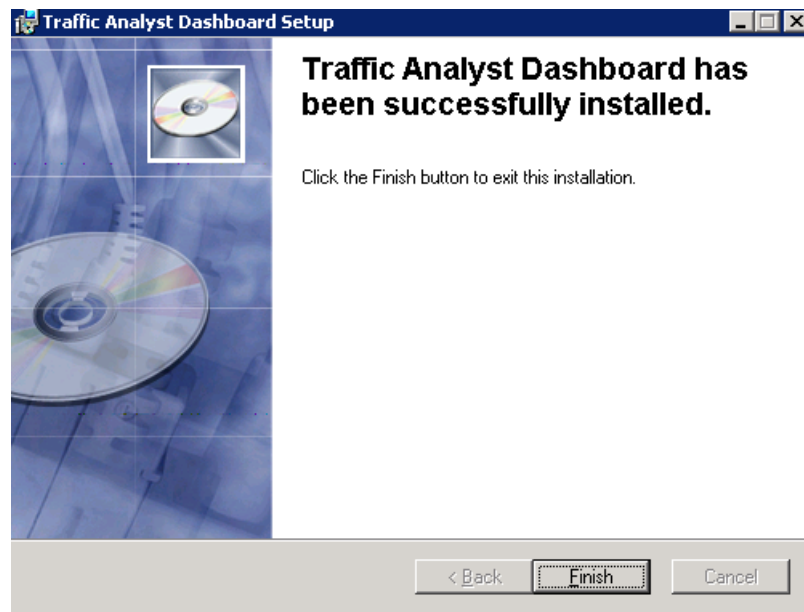 Traffic Analyst Dashboard Setup
Traffic Analyst Dashboard has
been successfully installed.
Click the Finish button to exit this installation.
< Back
Finish
Cancel